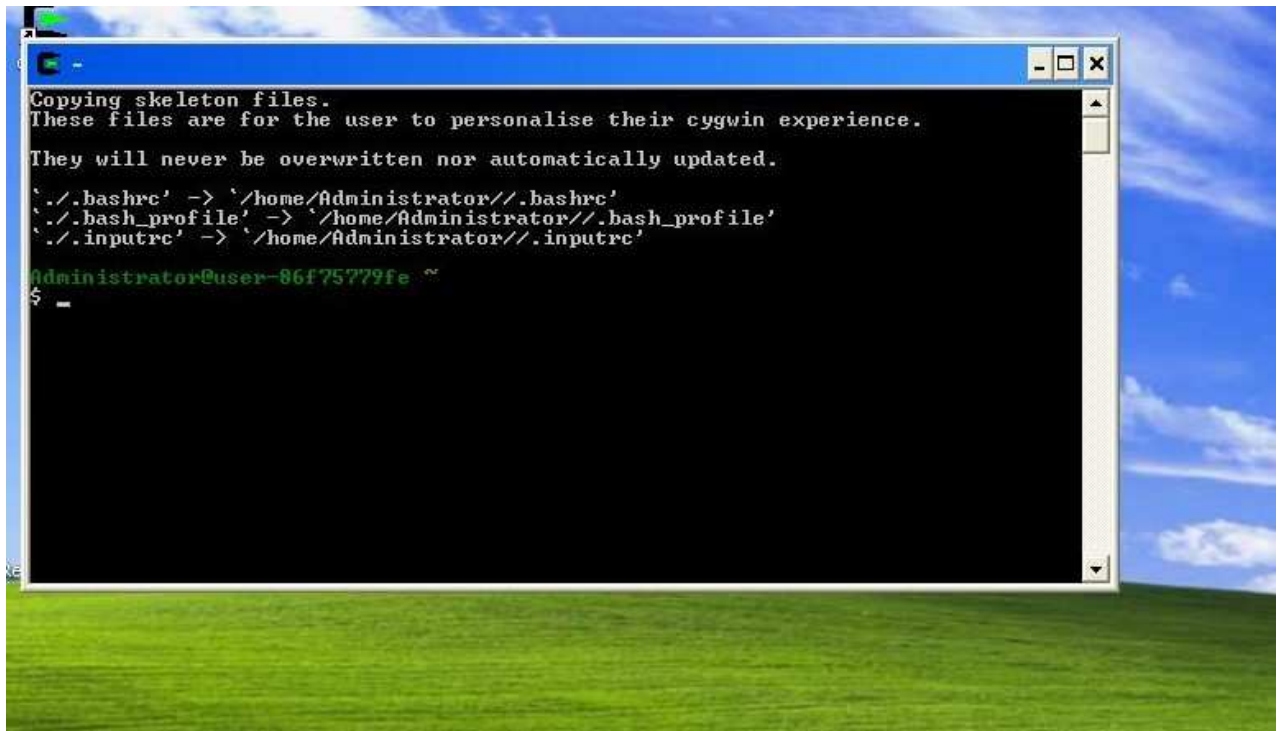 -
Copying skeleton files.
These files are for the user to personalise their cygwin experience.
They will never be overwritten nor automatically updated.
`./.bashrc' -> `/home/Administrator//.bashrc'
`./.bash_profile' -> `/home/Administrator//.bash_profile'
`./.inputrc' -> `/home/Administrator//.inputrc'
Administrator@user-86f75779fe ~
$ _